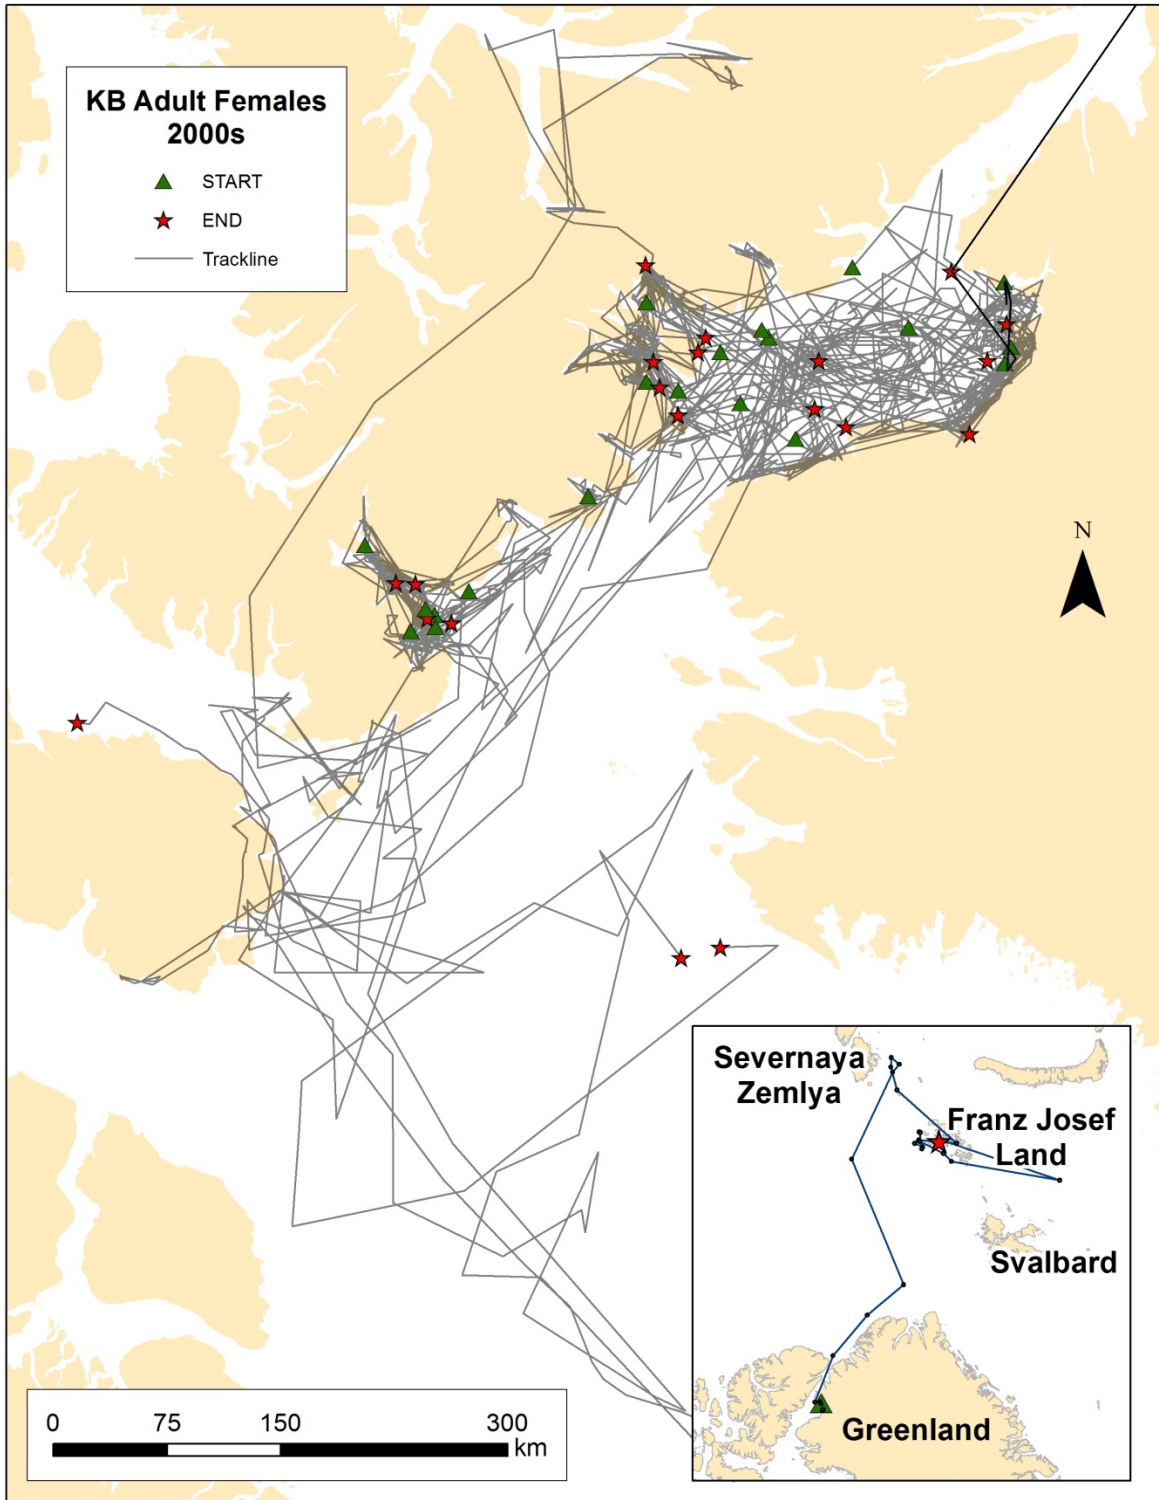 KB Adult Females
2000s
START
END
Trackline
N
Severnaya
Zemlya
Franz Josef
Land
Svalbard
Greenland
0 75 150 300
km